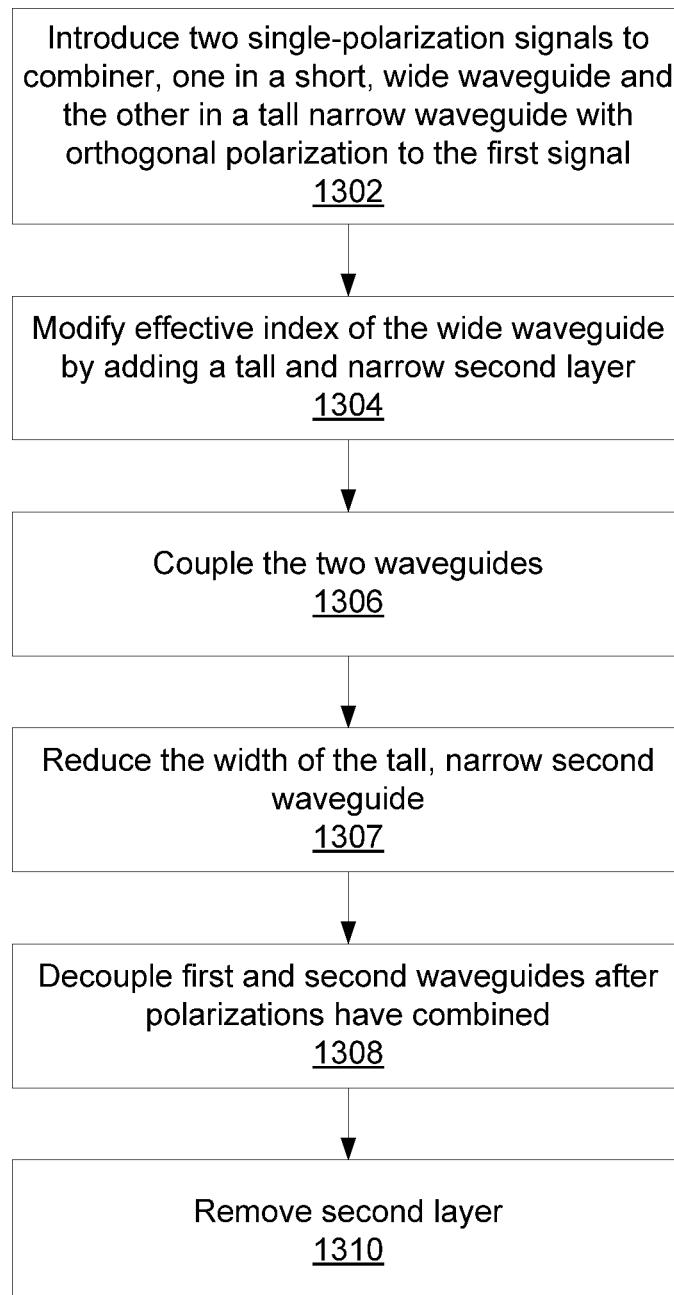 Introduce two single-polarization signals to
combiner, one in a short, wide waveguide and
the other in a tall narrow waveguide with
orthogonal polarization to the first signal
1302
Modify effective index of the wide waveguide
by adding a tall and narrow second layer
1304
Couple the two waveguides
1306
Reduce the width of the tall, narrow second
waveguide
1307
Decouple first and second waveguides after
polarizations have combined
1308
Remove second layer
1310